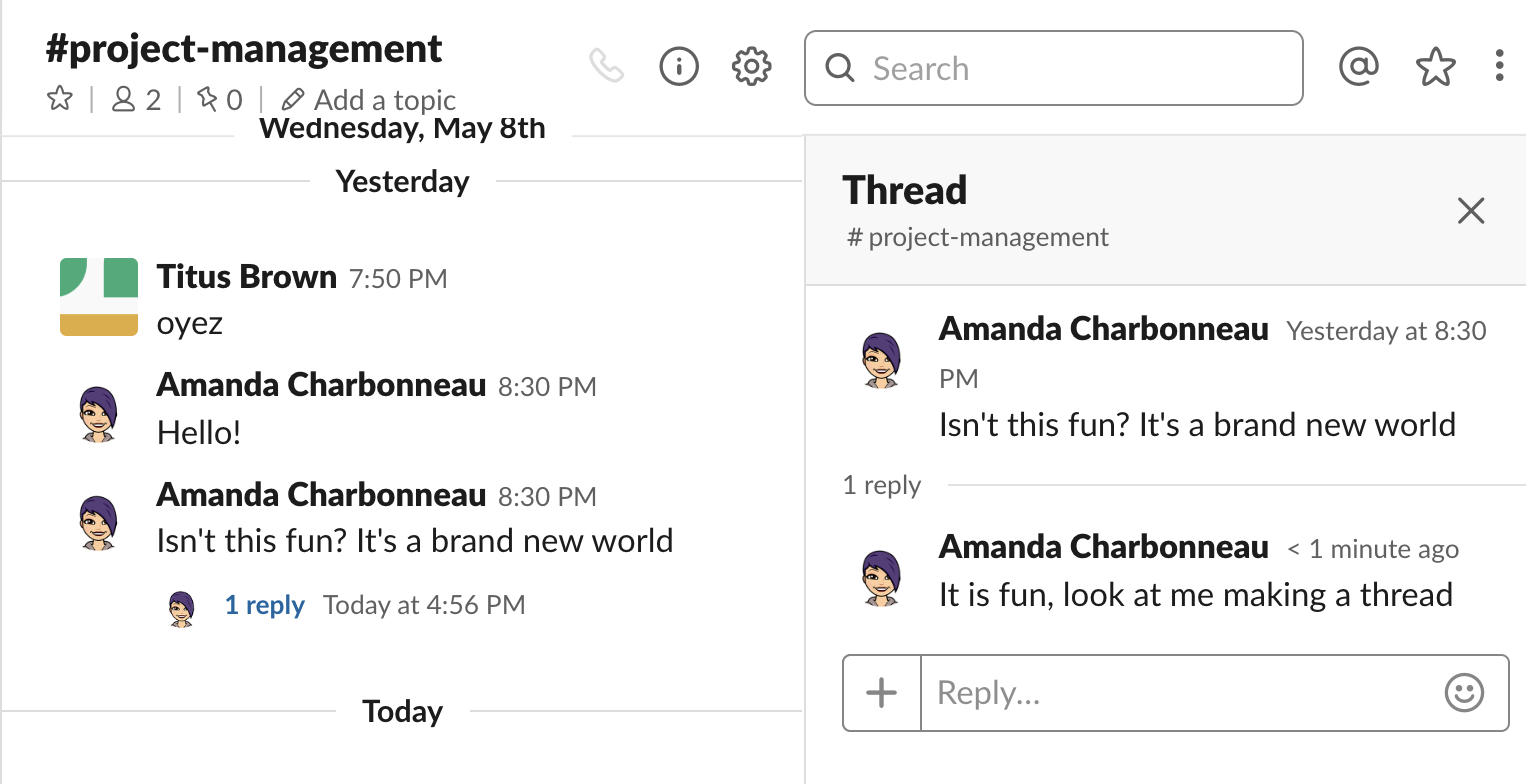 #project-management
2
0
Add a topic
Search
Wednesday, May 8th
Yesterday
Titus Brown 7:50 PM
oyez
Amanda Charbonneau 8:30 PM
Hello!
Amanda Charbonneau 8:30 PM
Isn't this fun? It's a brand new world
1 reply Today at 4:56 PM
Today
Thread
# project-management
Amanda Charbonneau Yesterday at 8:30
PM
Isn't this fun? It's a brand new world
1 reply
Amanda Charbonneau < 1 minute ago
It is fun, look at me making a thread
Reply...